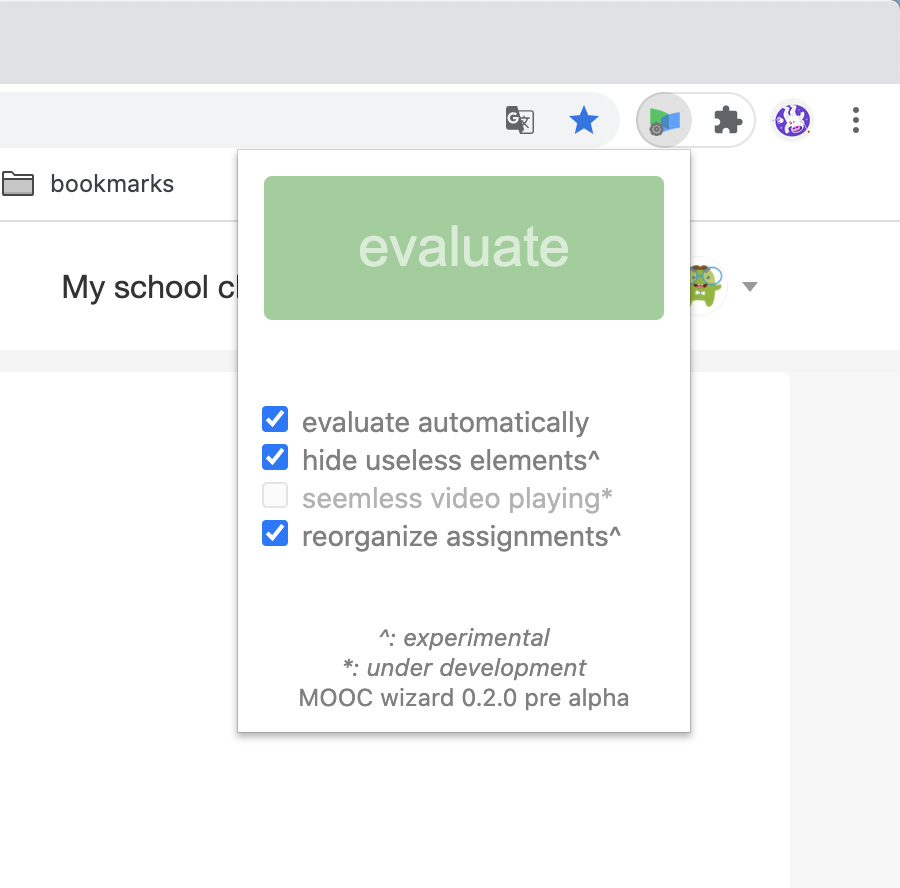 bookmarks
My school
evaluate
evaluate automatically
hide useless elements^
seemless video playing*
reorganize assignments^
^: experimental
*: under development
MOOC wizard 0.2.0 pre alpha